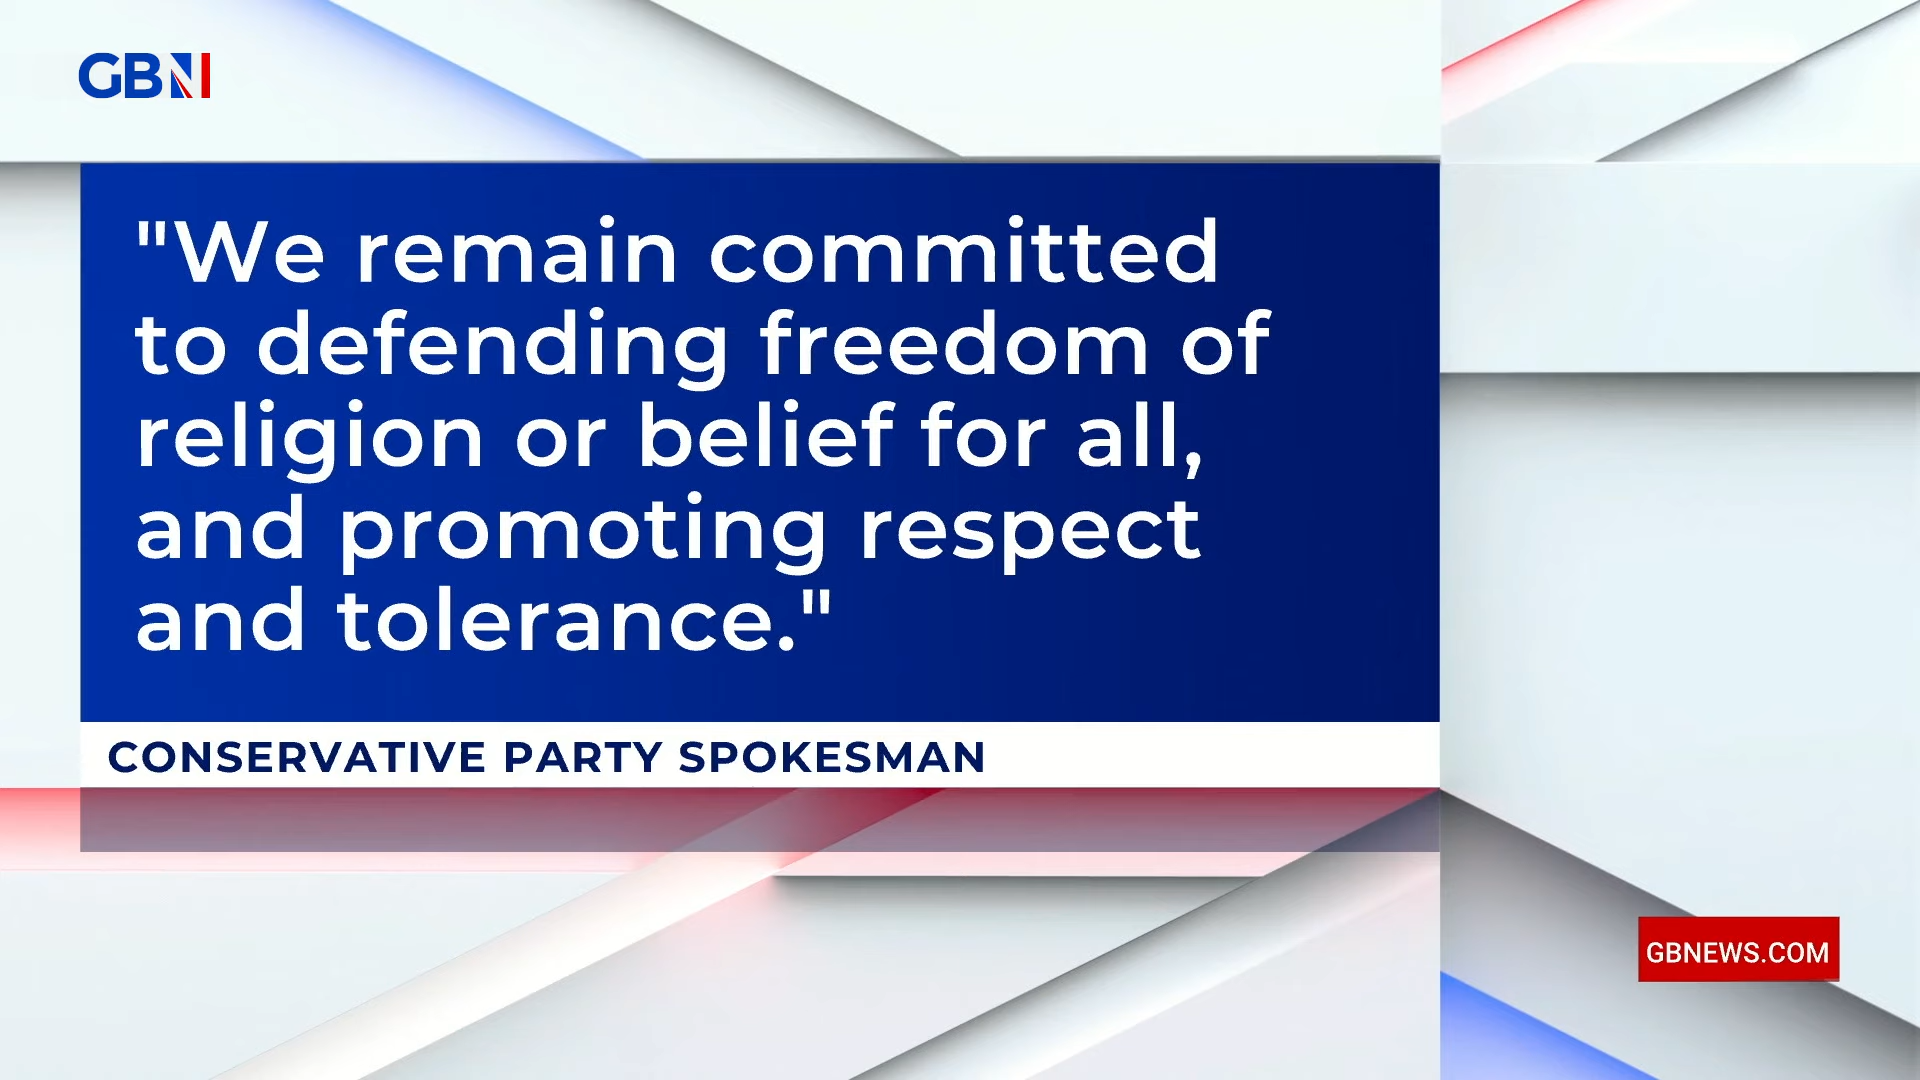 GBN
"We remain committed
to defending freedom of
religion or belief for all,
and promoting respect
and tolerance."
CONSERVATIVE PARTY SPOKESMAN
GBNEWS.COM